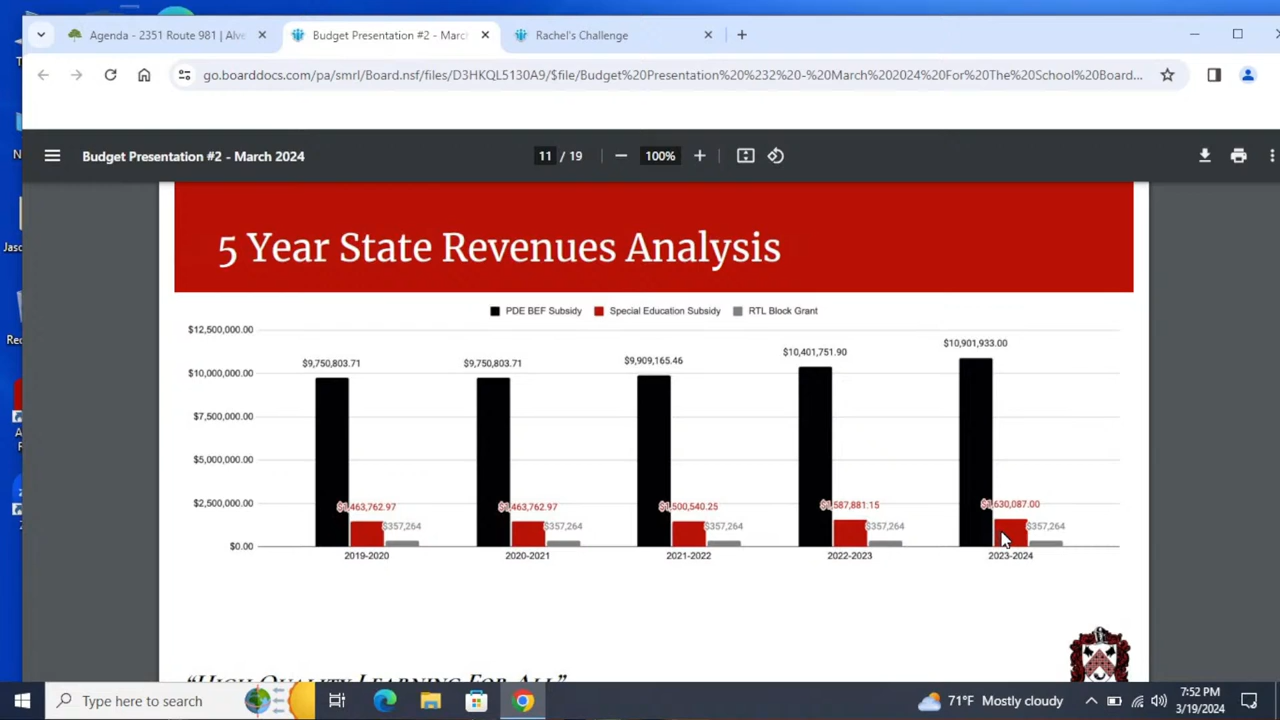 Agenda - 2351 Route 981 | Alve
Budget Presentation #2 - Marc
Rachel's Challenge
go.boarddocs.com/pa/smrl/Board.nsf/files/D3HKQL5130A9/$file/Budget%20Presentation%20%232%20-%20March%202024%20For%20The%20School%20Board...
Budget Presentation #2 - March 2024
11 / 19
100%
5 Year State Revenues Analysis
PDE BEF Subsidy Special Education Subsidy RTL Block Grant
$12,500,000.00
$10,000,000.00
$7,500,000.00
$5,000,000.00
$2,500,000.00
$0.00
$9,750,803.71 $9,750,803.71 $9,909,165.46 $10,401,751.90 $10,901,933.00
$1,463,762.97 $1,463,762.97 $1,500,540.25 $1,587,881.15 $1,630,087.00
$357,264 $357,264 $357,264 $357,264 $357,264
2019-2020 2020-2021 2021-2022 2022-2023 2023-2024
"High Quality Learning For All"
Type here to search
71°F Mostly cloudy
7:52 PM
3/19/2024